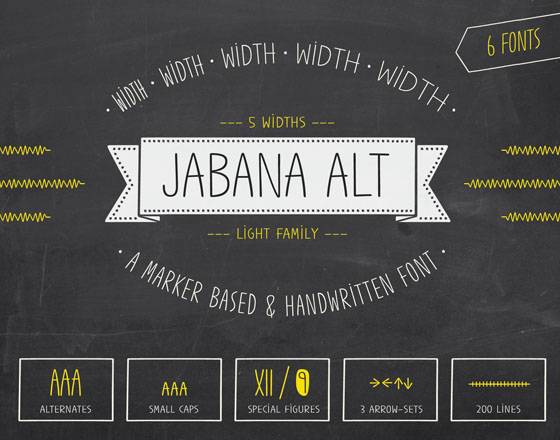 6 FONTS
· WiDTH · WiDTH · WiDTH · WiDTH · WiDTH ·
--- 5 WiDTHS ---
JABANA ALT
--- LiGHT FAMiLY ---
· A MARKER BASED & HANDWRiTTEN FONT ·
AAA
ALTERNATES
AAA
SMALL CAPS
XII / 9
SPECiAL FiGURES
→←↑↓
3 ARROW-SETS
200 LiNES